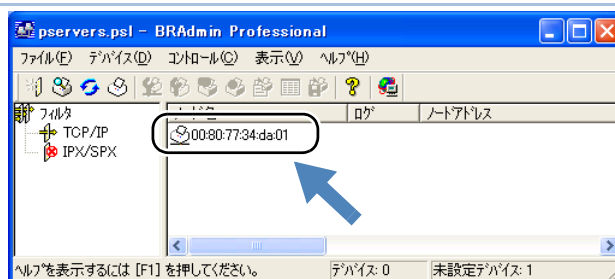 pservers.psl - BRAdmin Professional
ファイル(F) デバイス(D) コントロール(C) 表示(V) ヘルプ(H)
フィルタ
TCP/IP
IPX/SPX
ログ ノードアドレス
00:80:77:34:da:01
ヘルプを表示するには [F1] を押してください。 デバイス: 0 未設定デバイス: 1